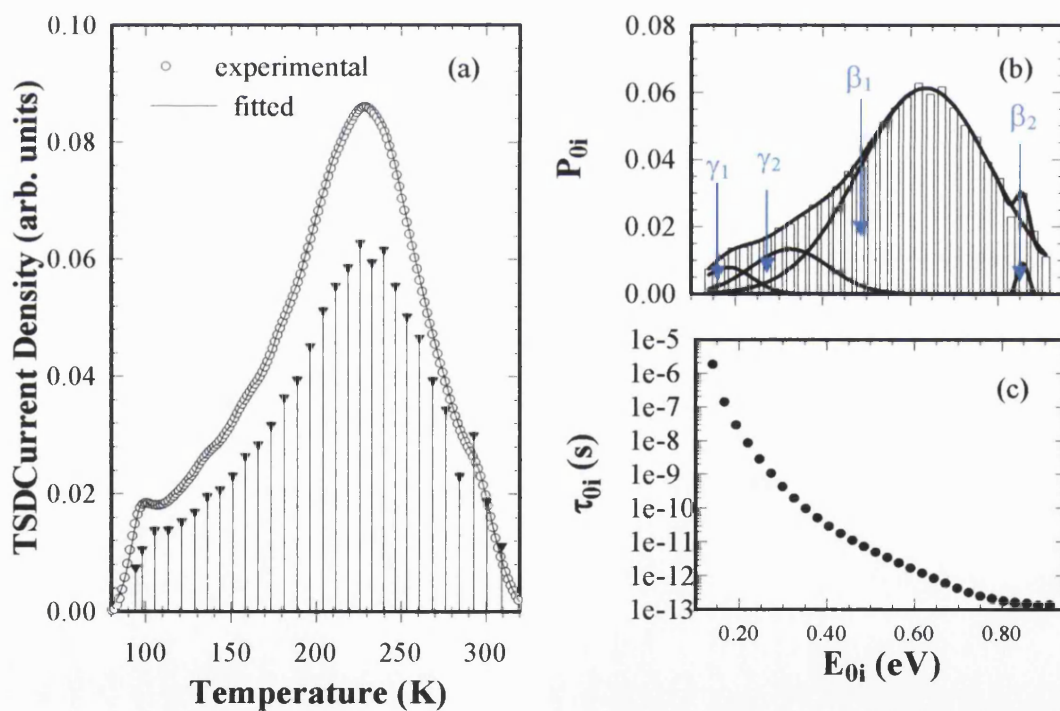 TSDCurrent Density (arb. units)
0.10
0.08
0.06
0.04
0.02
0.00
experimental
fitted
(a)
100 150 200 250 300
Temperature (K)
P₀ᵢ
0.08
0.06
0.04
0.02
0.00
(b)
γ₁
γ₂
β₁
β₂
τ₀ᵢ (s)
1e-5
1e-6
1e-7
1e-8
1e-9
1e-10
1e-11
1e-12
1e-13
(c)
0.20 0.40 0.60 0.80
E₀ᵢ (eV)